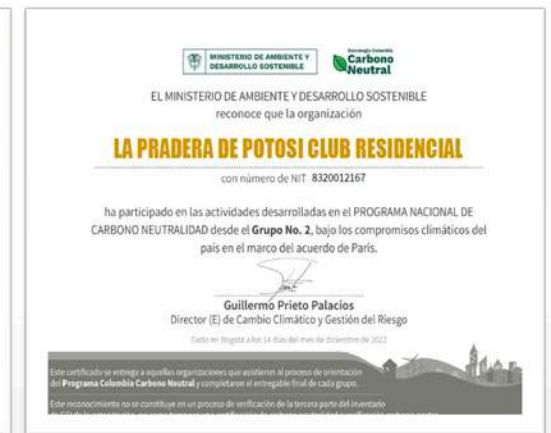 MINISTERIO DE AMBIENTE Y
DESARROLLO SOSTENIBLE
Estrategia Colombia
Carbono
Neutral
EL MINISTERIO DE AMBIENTE Y DESARROLLO SOSTENIBLE
reconoce que la organización
LA PRADERA DE POTOSI CLUB RESIDENCIAL
con número de NIT 8320012167
ha participado en las actividades desarrolladas en el PROGRAMA NACIONAL DE
CARBONO NEUTRALIDAD desde el Grupo No. 2, bajo los compromisos climáticos del
país en el marco del acuerdo de París.
Guillermo Prieto Palacios
Director (E) de Cambio Climático y Gestión del Riesgo
Dado en Bogotá a los 14 días del mes de diciembre de 2022
Este certificado se entrega a aquellas organizaciones que asistieron al proceso de orientación
del Programa Colombia Carbono Neutral y completaron el entregable final de cada grupo.
Este reconocimiento no se constituye en un proceso de verificación de la tercera parte del inventario